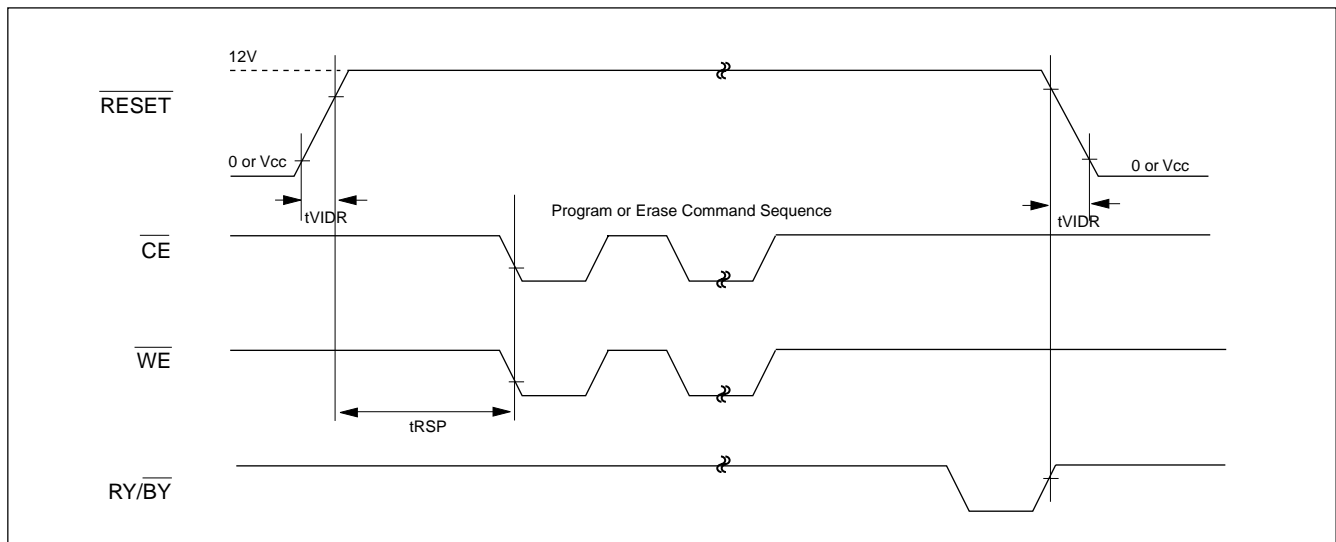 12V
RESET
0 or Vcc
0 or Vcc
tVIDR
Program or Erase Command Sequence
tVIDR
CE
WE
tRSP
RY/BY